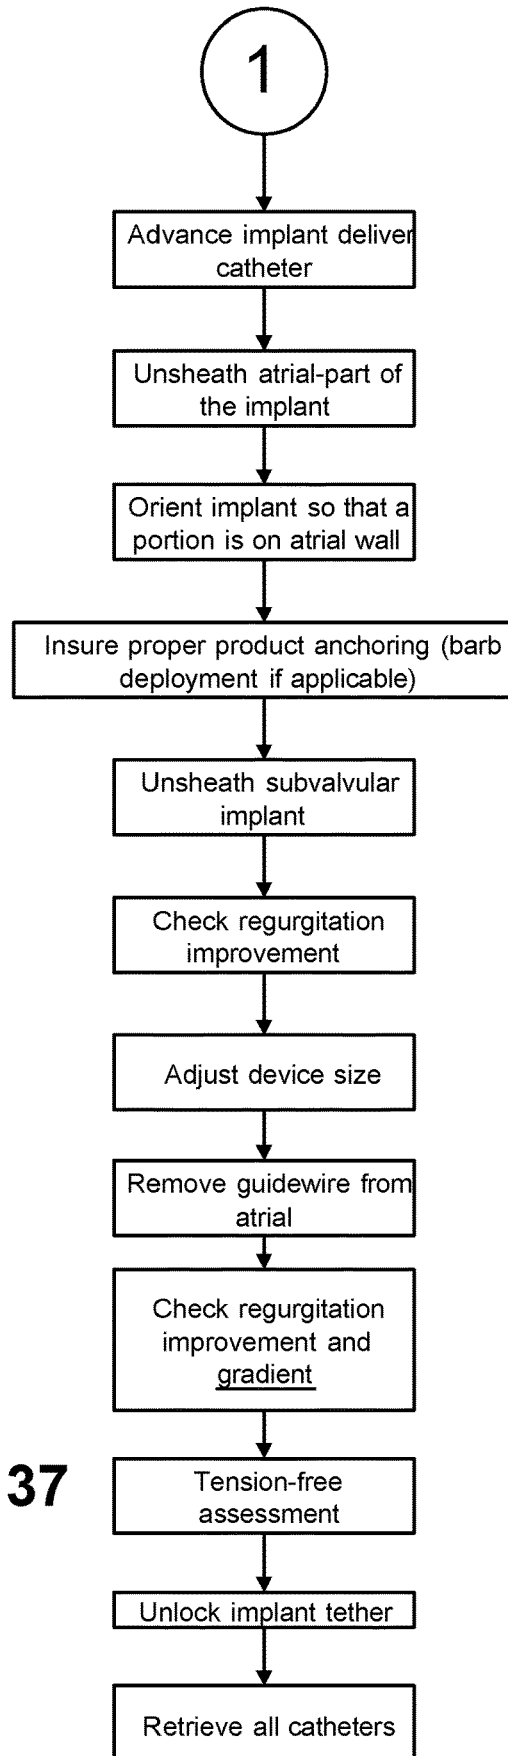 1
Advance implant deliver
catheter
Unsheath atrial-part of
the implant
Orient implant so that a
portion is on atrial wall
Insure proper product anchoring (barb
deployment if applicable)
Unsheath subvalvular
implant
Check regurgitation
improvement
Adjust device size
Remove guidewire from
atrial
Check regurgitation
improvement and
gradient
37
Tension-free
assessment
Unlock implant tether
Retrieve all catheters